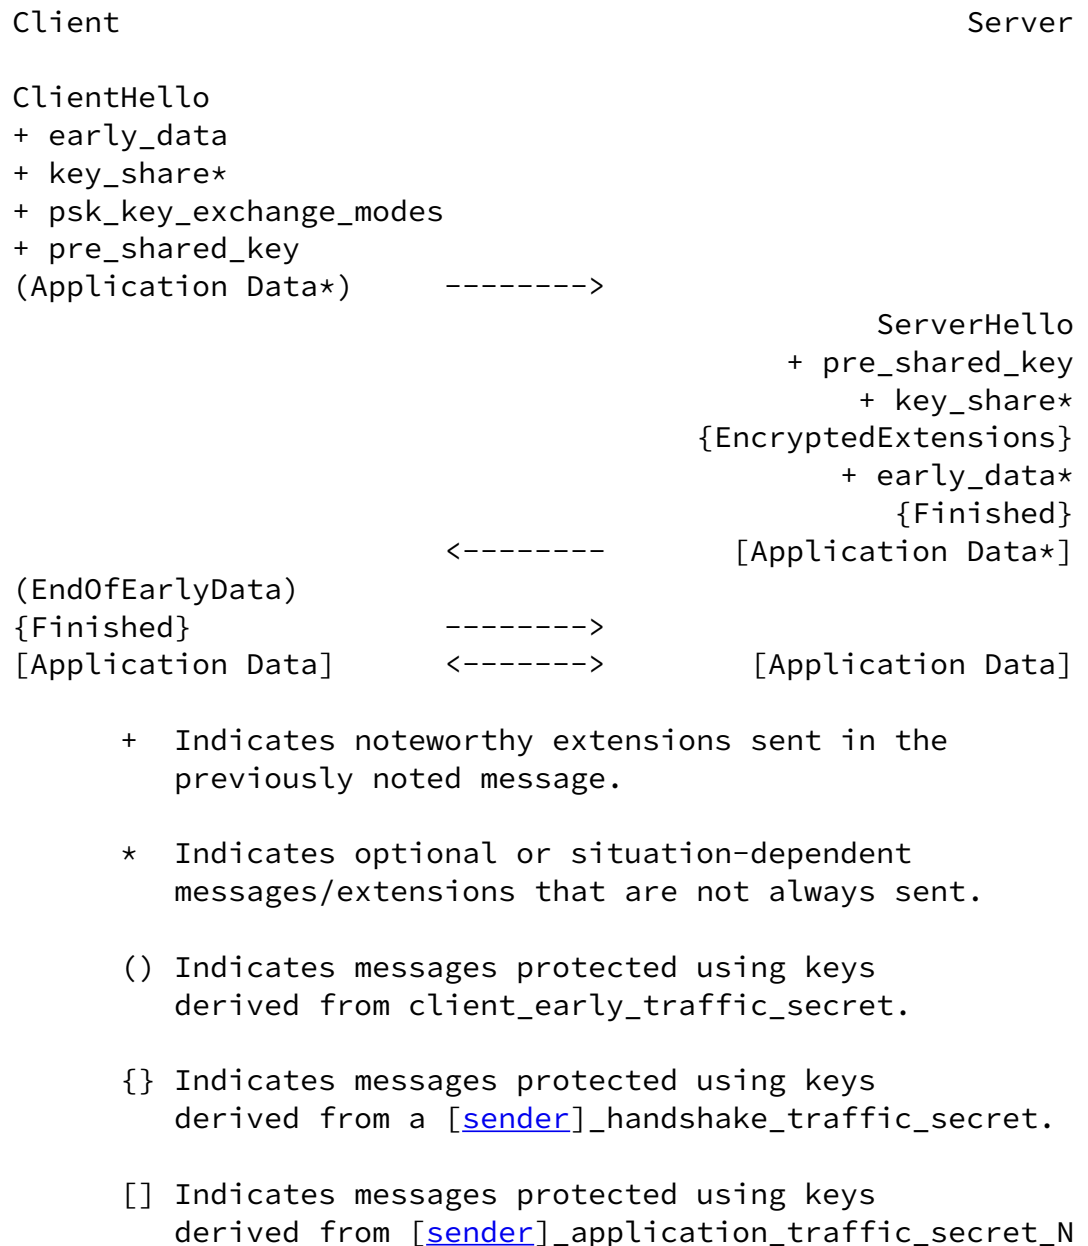 Client                                               Server

ClientHello
+ early_data
+ key_share*
+ psk_key_exchange_modes
+ pre_shared_key
(Application Data*)     -------->
                                                ServerHello
                                           + pre_shared_key
                                               + key_share*
                                      {EncryptedExtensions}
                                              + early_data*
                                                 {Finished}
                        <--------       [Application Data*]
(EndOfEarlyData)
{Finished}              -------->
[Application Data]      <------->        [Application Data]

      +  Indicates noteworthy extensions sent in the
         previously noted message.

      *  Indicates optional or situation-dependent
         messages/extensions that are not always sent.

      () Indicates messages protected using keys
         derived from client_early_traffic_secret.

      {} Indicates messages protected using keys
         derived from a [sender]_handshake_traffic_secret.

      [] Indicates messages protected using keys
         derived from [sender]_application_traffic_secret_N